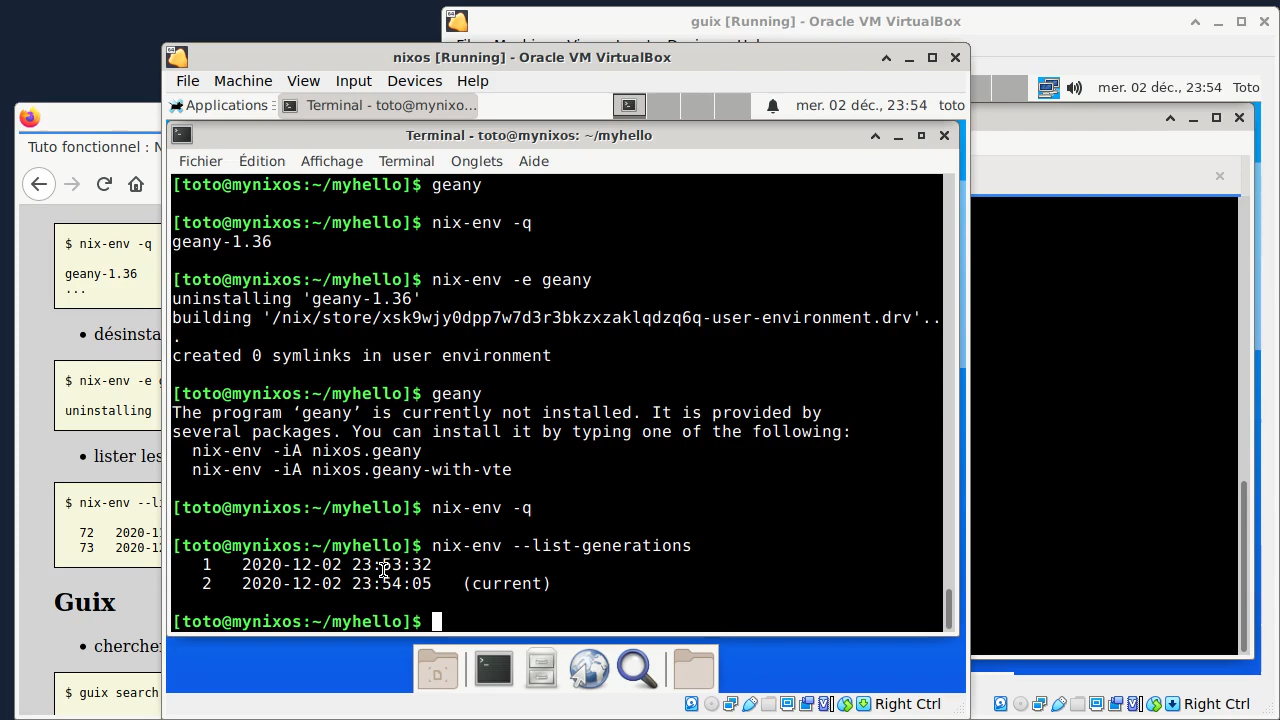 guix [Running] - Oracle VM VirtualBox
nixos [Running] - Oracle VM VirtualBox
File Machine View Input Devices Help
Applications
Terminal - toto@mynixo...
mer. 02 déc., 23:54 toto
mer. 02 déc., 23:54 Toto
Terminal - toto@mynixos: ~/myhello
Fichier Édition Affichage Terminal Onglets Aide
[toto@mynixos:~/myhello]$ geany
[toto@mynixos:~/myhello]$ nix-env -q
geany-1.36
[toto@mynixos:~/myhello]$ nix-env -e geany
uninstalling 'geany-1.36'
building '/nix/store/xsk9wjy0dpp7w7d3r3bkzxzaklqdzq6q-user-environment.drv'..
.
created 0 symlinks in user environment
[toto@mynixos:~/myhello]$ geany
The program ‘geany’ is currently not installed. It is provided by
several packages. You can install it by typing one of the following:
nix-env -iA nixos.geany
nix-env -iA nixos.geany-with-vte
[toto@mynixos:~/myhello]$ nix-env -q
[toto@mynixos:~/myhello]$ nix-env --list-generations
1 2020-12-02 23:53:32
2 2020-12-02 23:54:05 (current)
[toto@mynixos:~/myhello]$
Right Ctrl
Right Ctrl
Tuto fonctionnel : N
$ nix-env -q
geany-1.36
...
• désinsta
$ nix-env -e g
uninstalling
• lister les
$ nix-env --li
72 2020-1
73 2020-12
Guix
• chercher
$ guix search